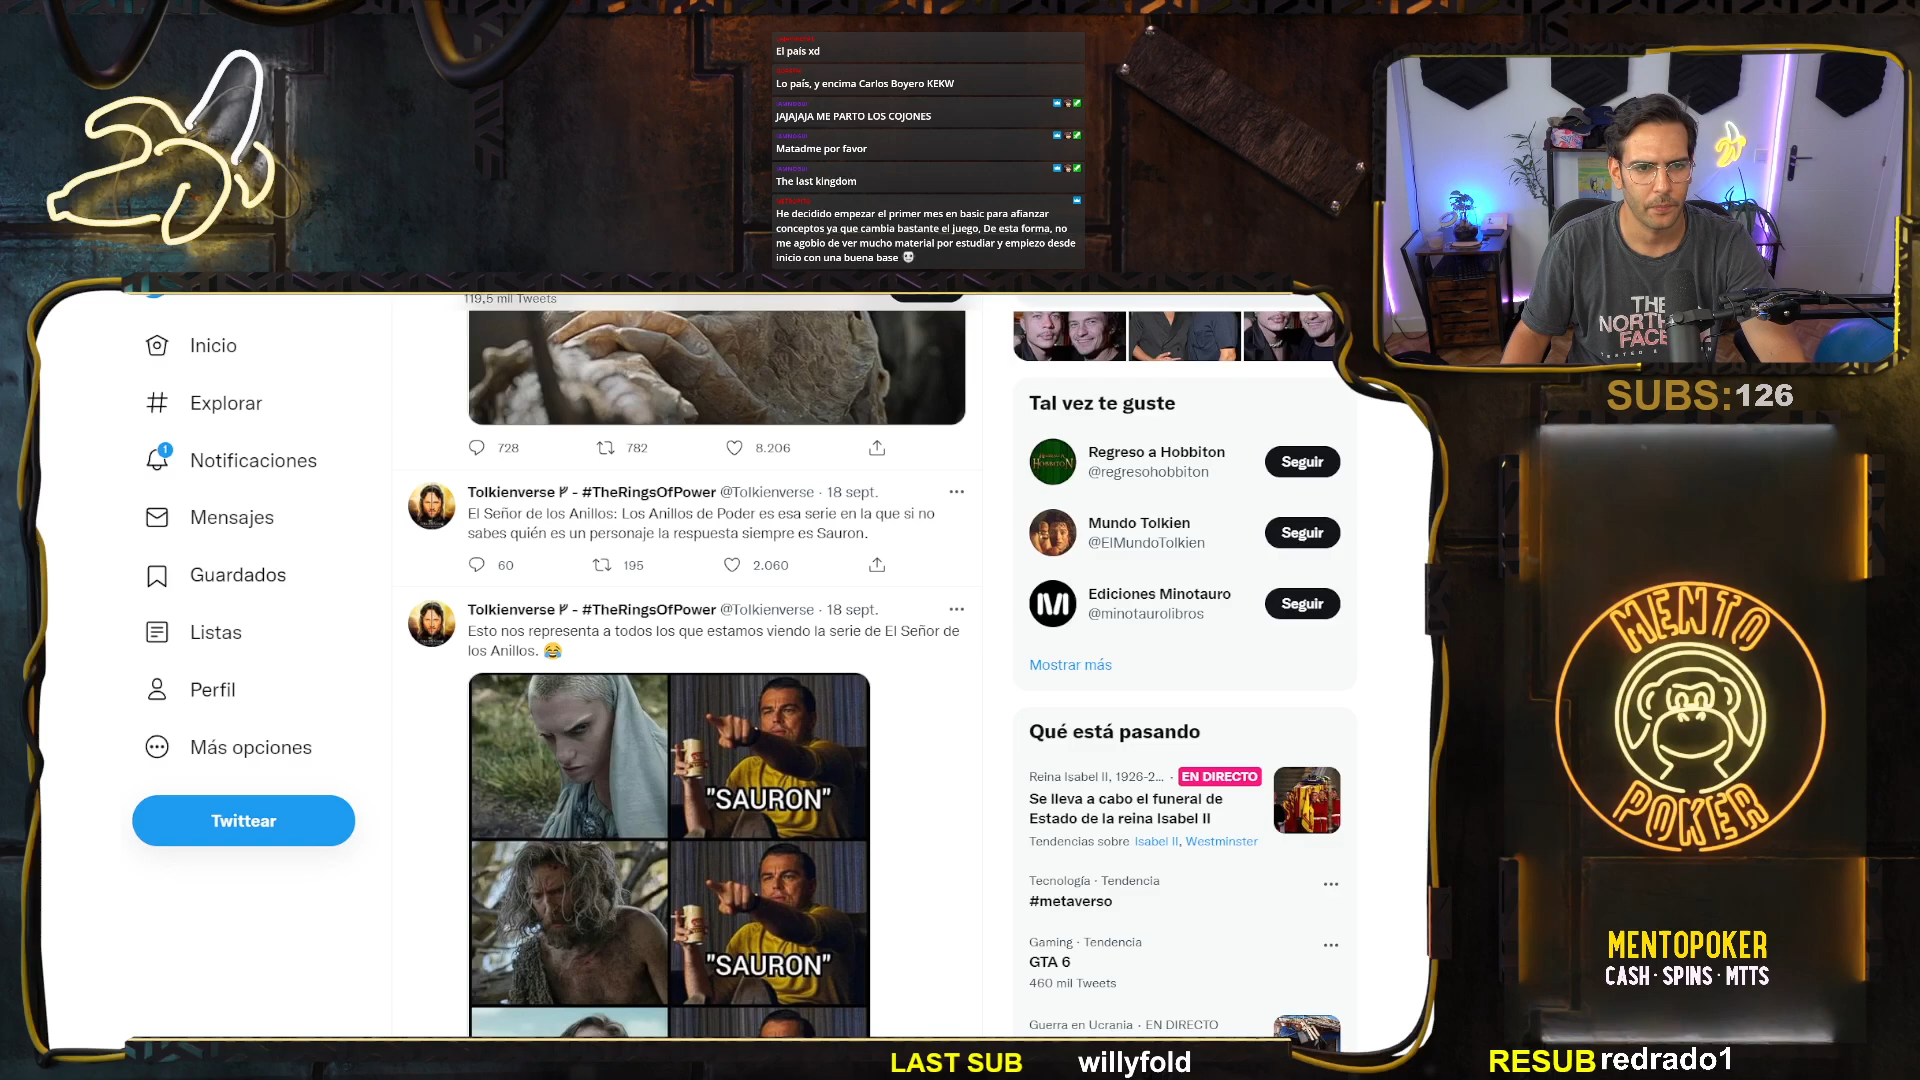 El país xd
Lo país, y encima Carlos Boyero KEKW
JAJAJAJA ME PARTO LOS COJONES
Matadme por favor
The last kingdom
He decidido empezar el primer mes en basic para afianzar
conceptos ya que cambia bastante el juego, De esta forma, no
me agobio de ver mucho material por estudiar y empiezo desde
inicio con una buena base
THE
NORTH
FACE
SUBS:126
119,5 mil Tweets
Inicio
Explorar
1
Notificaciones
Mensajes
Guardados
Listas
Perfil
Más opciones
Twittear
728
782
8.206
Tolkienverse - #TheRingsOfPower @Tolkienverse · 18 sept.
El Señor de los Anillos: Los Anillos de Poder es esa serie en la que si no
sabes quién es un personaje la respuesta siempre es Sauron.
60
195
2.060
Tolkienverse - #TheRingsOfPower @Tolkienverse · 18 sept.
Esto nos representa a todos los que estamos viendo la serie de El Señor de
los Anillos. 😂
"SAURON"
"SAURON"
Tal vez te guste
Regreso a Hobbiton
@regresohobbiton
Seguir
Mundo Tolkien
@ElMundoTolkien
Seguir
Ediciones Minotauro
@minotaurolibros
Seguir
Mostrar más
Qué está pasando
Reina Isabel II, 1926-2... · EN DIRECTO
Se lleva a cabo el funeral de
Estado de la reina Isabel II
Tendencias sobre Isabel II, Westminster
Tecnología · Tendencia
#metaverso
Gaming · Tendencia
GTA 6
460 mil Tweets
Guerra en Ucrania · EN DIRECTO
MENTO
POKER
MENTOPOKER
CASH · SPINS · MTTS
LAST SUB willyfold
RESUB redrado1